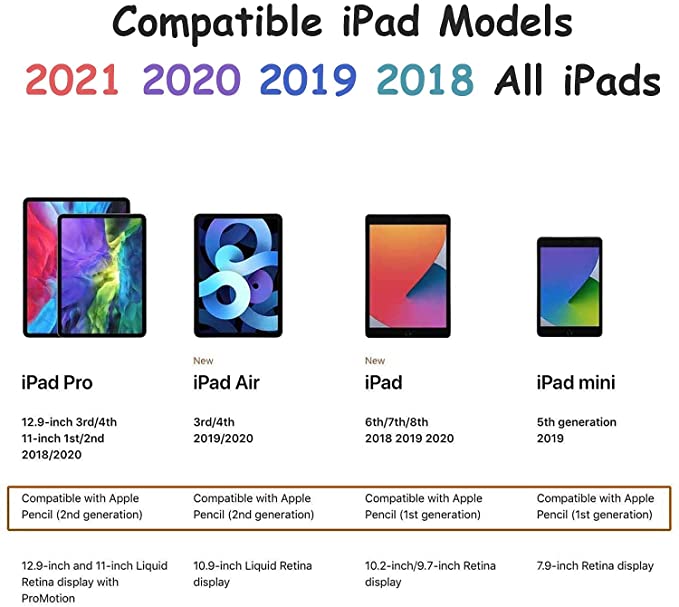 Compatible iPad Models
2021 2020 2019 2018 All iPads
New
New
iPad Pro
iPad Air
iPad
iPad mini
12.9-inch 3rd/4th
11-inch 1st/2nd
2018/2020
3rd/4th
2019/2020
6th/7th/8th
2018 2019 2020
5th generation
2019
Compatible with Apple
Pencil (2nd generation)
Compatible with Apple
Pencil (2nd generation)
Compatible with Apple
Pencil (1st generation)
Compatible with Apple
Pencil (1st generation)
12.9-inch and 11-inch Liquid
Retina display with
ProMotion
10.9-inch Liquid Retina
display
10.2-inch/9.7-inch Retina
display
7.9-inch Retina display